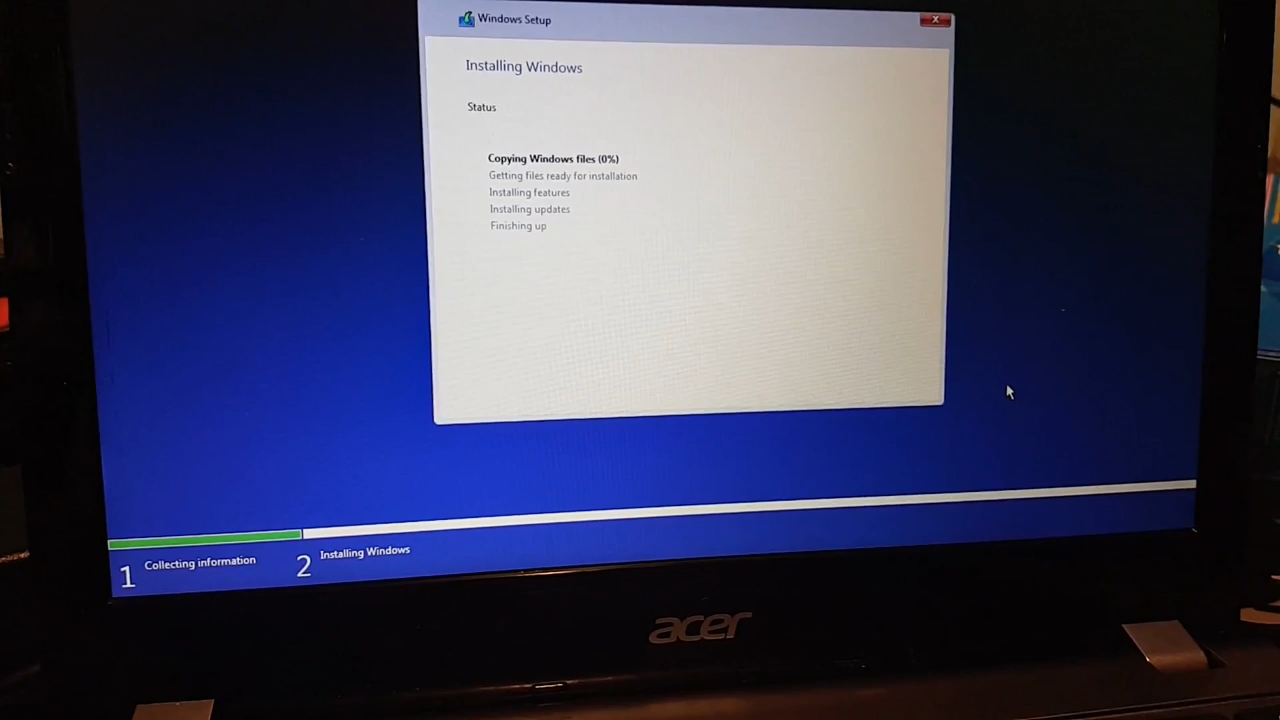 Windows Setup
Installing Windows
Status
Copying Windows files (0%)
Getting files ready for installation
Installing features
Installing updates
Finishing up
1 Collecting information
2 Installing Windows
acer